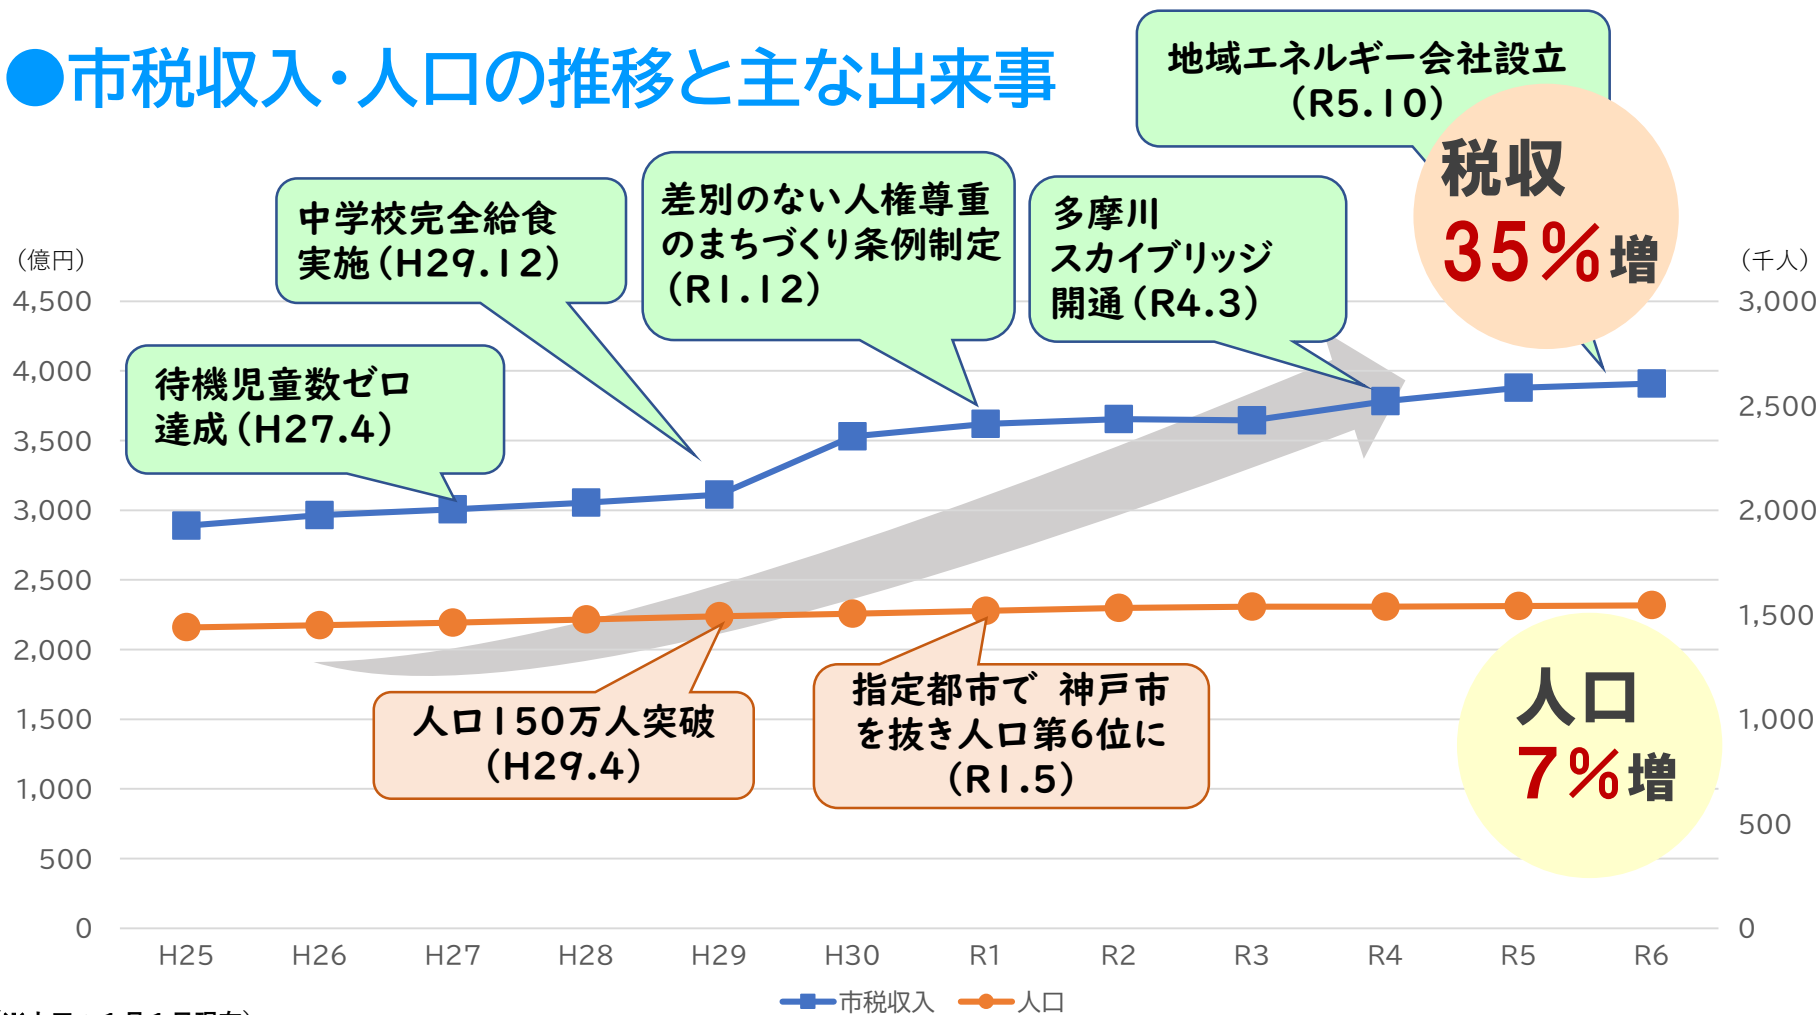 ●市税収入・人口の推移と主な出来事
地域エネルギー会社設立
(R5.10)
税収
35%増
中学校完全給食
実施(H29.12)
差別のない人権尊重
のまちづくり条例制定
(R1.12)
多摩川
スカイブリッジ
開通(R4.3)
待機児童数ゼロ
達成(H27.4)
(億円)
4,500
4,000
3,500
3,000
2,500
2,000
1,500
1,000
500
0
(千人)
3,000
2,500
2,000
1,500
1,000
500
0
人口150万人突破
(H29.4)
指定都市で 神戸市
を抜き人口第6位に
(R1.5)
人口
7%増
H25 H26 H27 H28 H29 H30 R1 R2 R3 R4 R5 R6
市税収入 人口